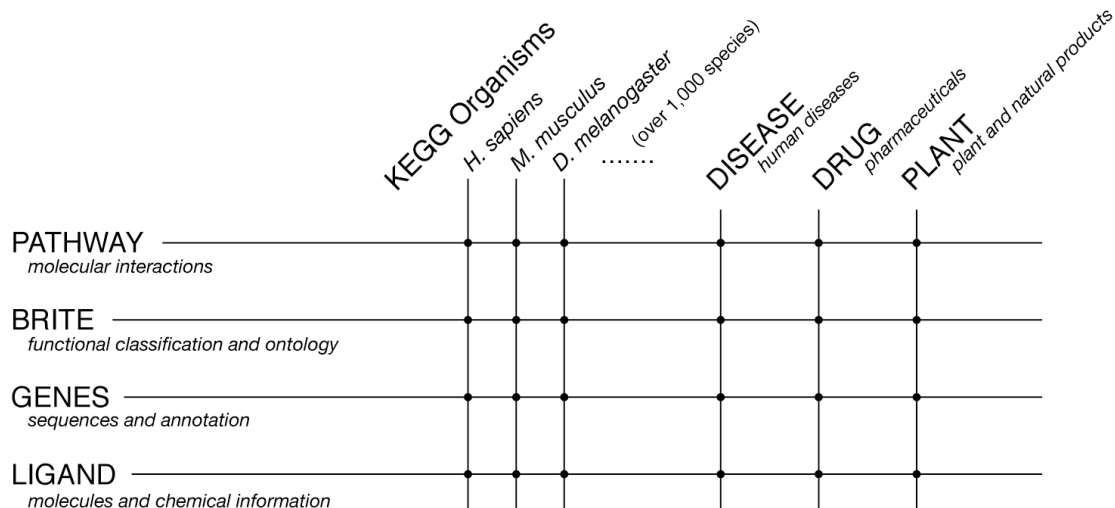 KEGG Organisms
H. sapiens
M. musculus
D. melanogaster
.......
(over 1,000 species)
DISEASE
human diseases
DRUG
pharmaceuticals
PLANT
plant and natural products
PATHWAY
molecular interactions
BRITE
functional classification and ontology
GENES
sequences and annotation
LIGAND
molecules and chemical information